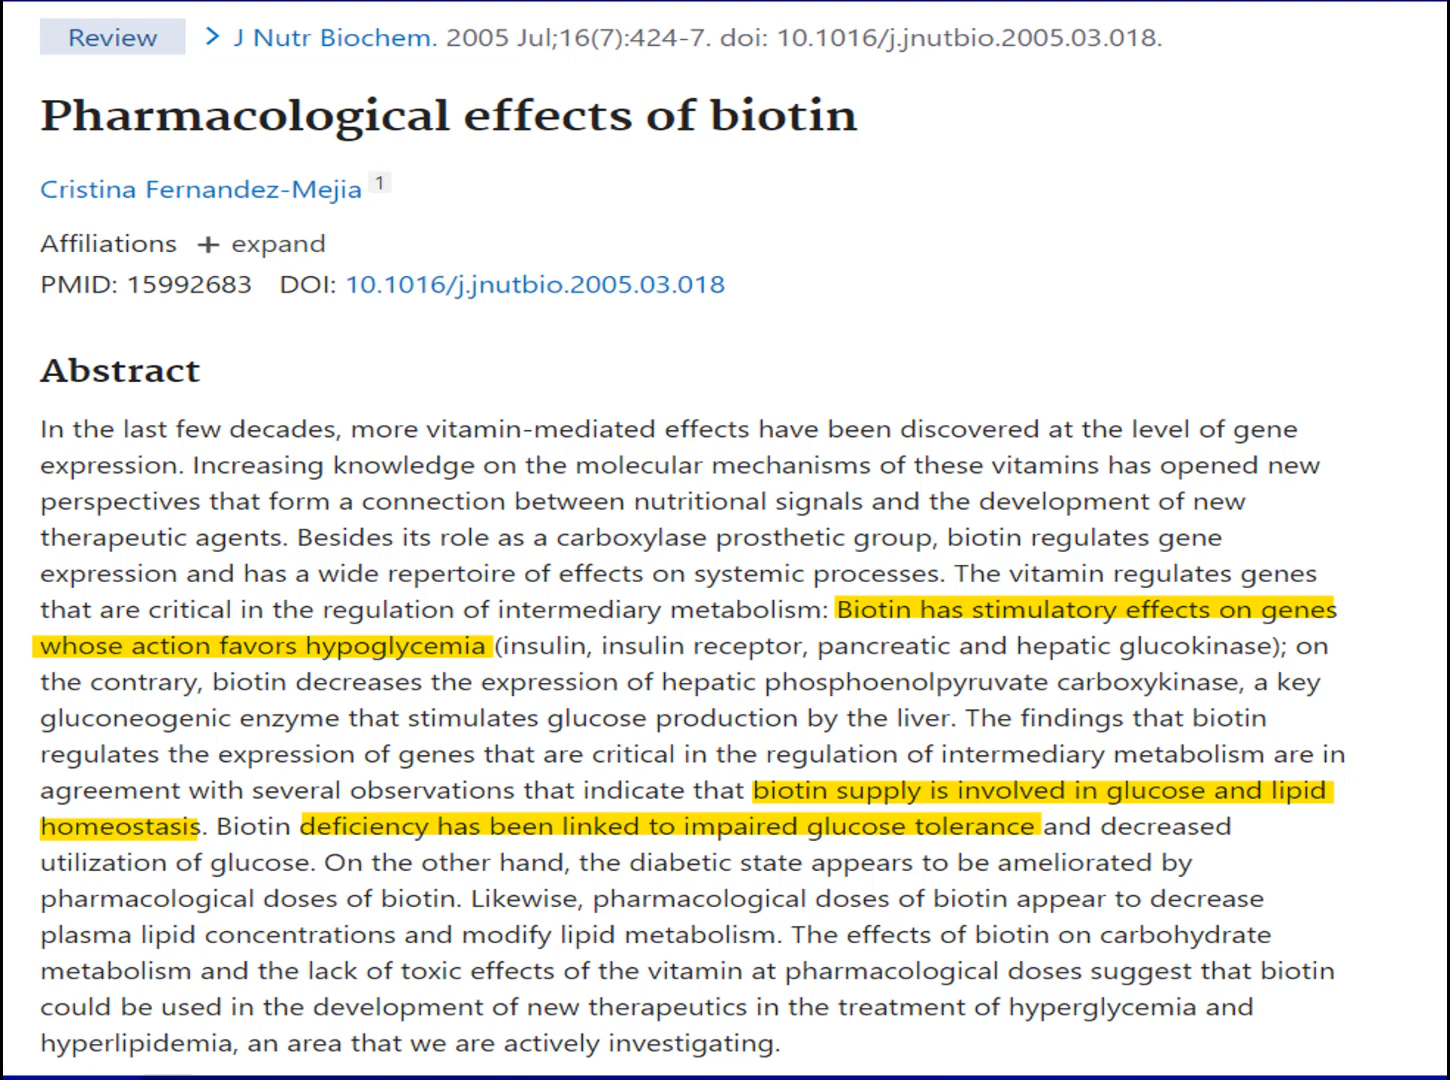 Review > J Nutr Biochem. 2005 Jul;16(7):424-7. doi: 10.1016/j.jnutbio.2005.03.018.
Pharmacological effects of biotin
Cristina Fernandez-Mejia 1
Affiliations + expand
PMID: 15992683 DOI: 10.1016/j.jnutbio.2005.03.018
Abstract
In the last few decades, more vitamin-mediated effects have been discovered at the level of gene
expression. Increasing knowledge on the molecular mechanisms of these vitamins has opened new
perspectives that form a connection between nutritional signals and the development of new
therapeutic agents. Besides its role as a carboxylase prosthetic group, biotin regulates gene
expression and has a wide repertoire of effects on systemic processes. The vitamin regulates genes
that are critical in the regulation of intermediary metabolism: Biotin has stimulatory effects on genes
whose action favors hypoglycemia (insulin, insulin receptor, pancreatic and hepatic glucokinase); on
the contrary, biotin decreases the expression of hepatic phosphoenolpyruvate carboxykinase, a key
gluconeogenic enzyme that stimulates glucose production by the liver. The findings that biotin
regulates the expression of genes that are critical in the regulation of intermediary metabolism are in
agreement with several observations that indicate that biotin supply is involved in glucose and lipid
homeostasis. Biotin deficiency has been linked to impaired glucose tolerance and decreased
utilization of glucose. On the other hand, the diabetic state appears to be ameliorated by
pharmacological doses of biotin. Likewise, pharmacological doses of biotin appear to decrease
plasma lipid concentrations and modify lipid metabolism. The effects of biotin on carbohydrate
metabolism and the lack of toxic effects of the vitamin at pharmacological doses suggest that biotin
could be used in the development of new therapeutics in the treatment of hyperglycemia and
hyperlipidemia, an area that we are actively investigating.